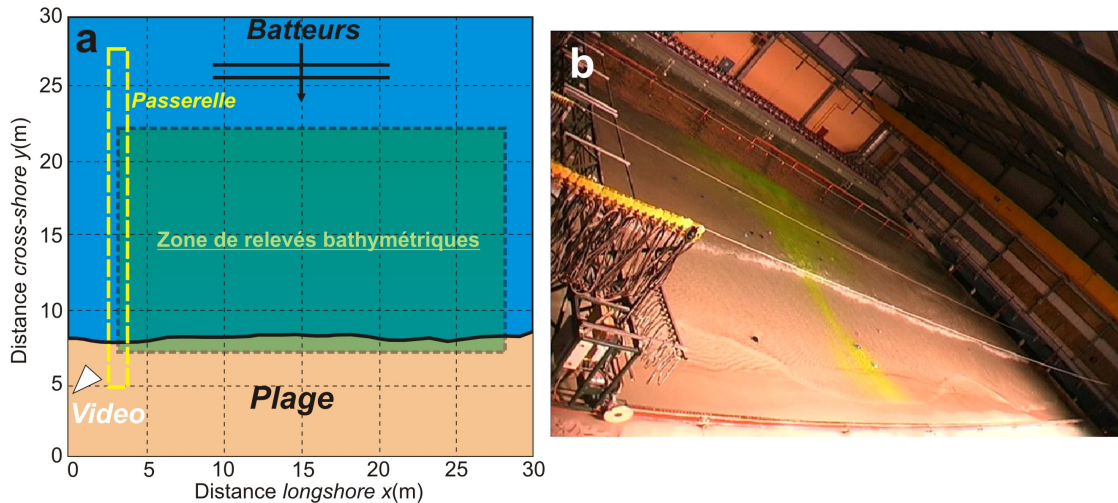 a
Batteurs
Passerelle
Zone de relevés bathymétriques
Plage
Video
30
25
20
15
10
5
0
0
5
10
15
20
25
30
Distance cross-shore y(m)
Distance longshore x(m)
b